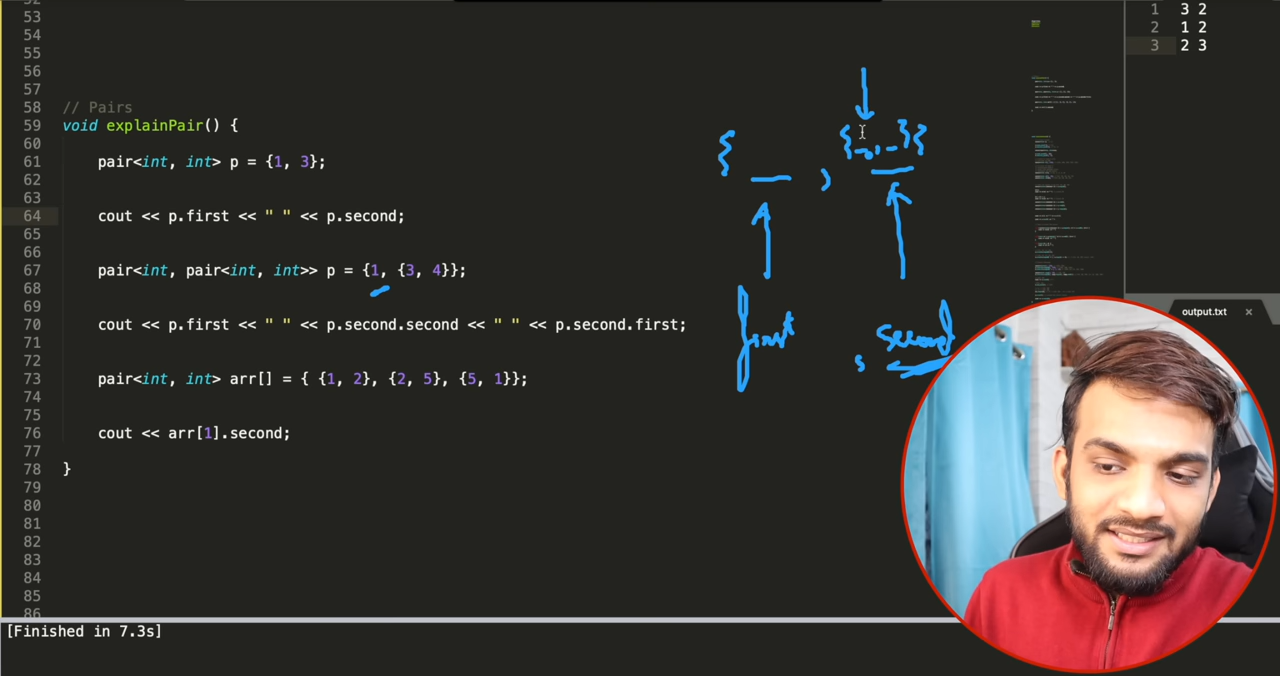 52
53
54
55
56
57
58 // Pairs
59 void explainPair() {
60
61 pair<int, int> p = {1, 3};
62
63
64 cout << p.first << " " << p.second;
65
66
67 pair<int, pair<int, int>> p = {1, {3, 4}};
68
69
70 cout << p.first << " " << p.second.second << " " << p.second.first;
71
72
73 pair<int, int> arr[] = { {1, 2}, {2, 5}, {5, 1}};
74
75
76 cout << arr[1].second;
77
78 }
79
80
81
82
83
84
85
86
{ , { , } {
first second
s
1 3 2
2 1 2
3 2 3
output.txt ×
[Finished in 7.3s]